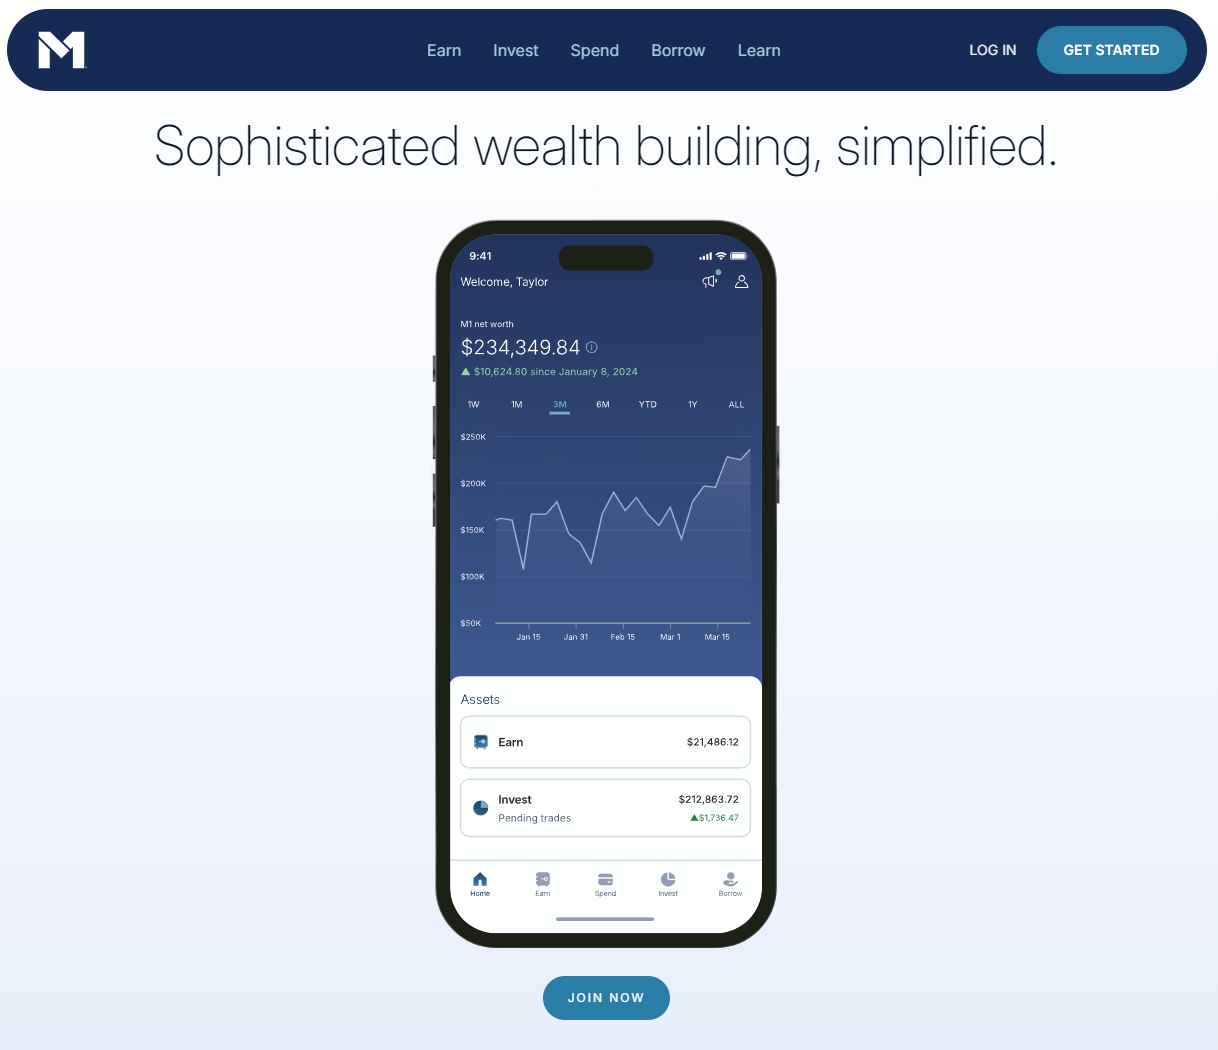 M
Earn Invest Spend Borrow Learn LOG IN GET STARTED
Sophisticated wealth building, simplified.
9:41
Welcome, Taylor
M1 net worth
$234,349.84
$10,624.80 since January 8, 2024
1W 1M 3M 6M YTD 1Y ALL
$250K
$200K
$150K
$100K
$50K
Jan 15 Jan 31 Feb 15 Mar 1 Mar 15
Assets
Earn $21,486.12
Invest $212,863.72
Pending trades $1,736.47
Home Earn Spend Invest Borrow
JOIN NOW